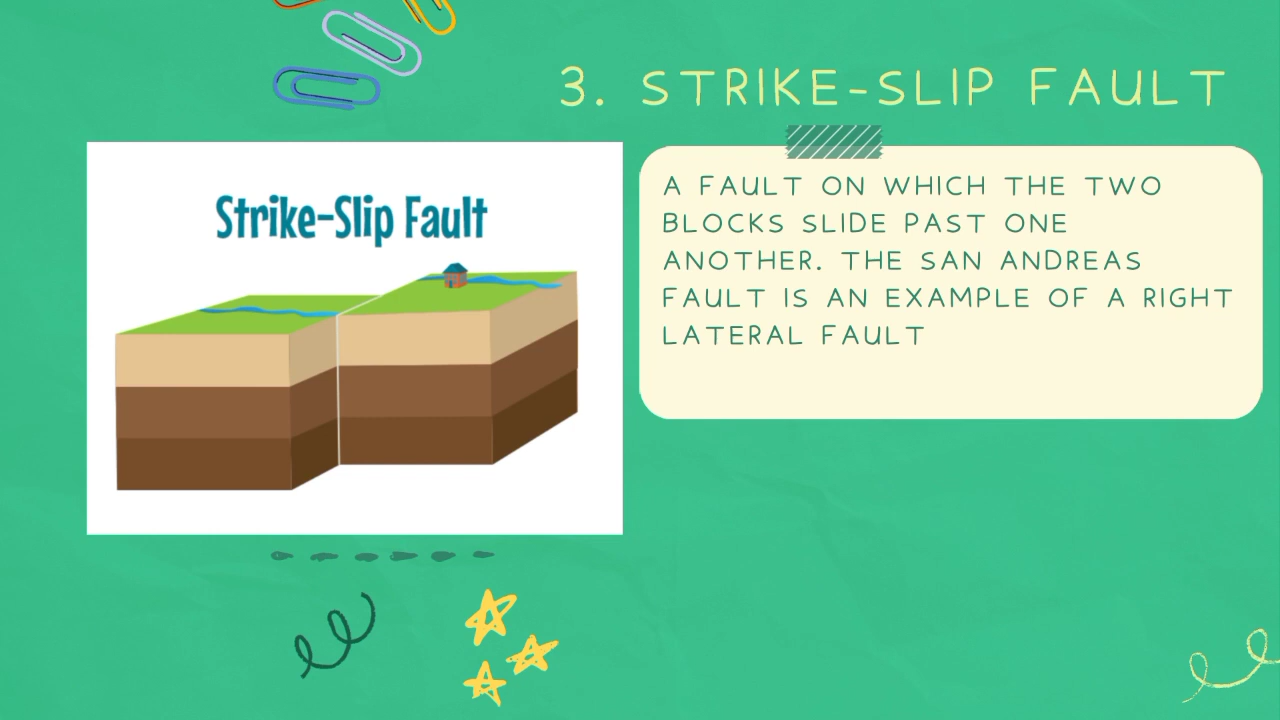 3. STRIKE-SLIP FAULT
Strike-Slip Fault
A FAULT ON WHICH THE TWO
BLOCKS SLIDE PAST ONE
ANOTHER. THE SAN ANDREAS
FAULT IS AN EXAMPLE OF A RIGHT
LATERAL FAULT